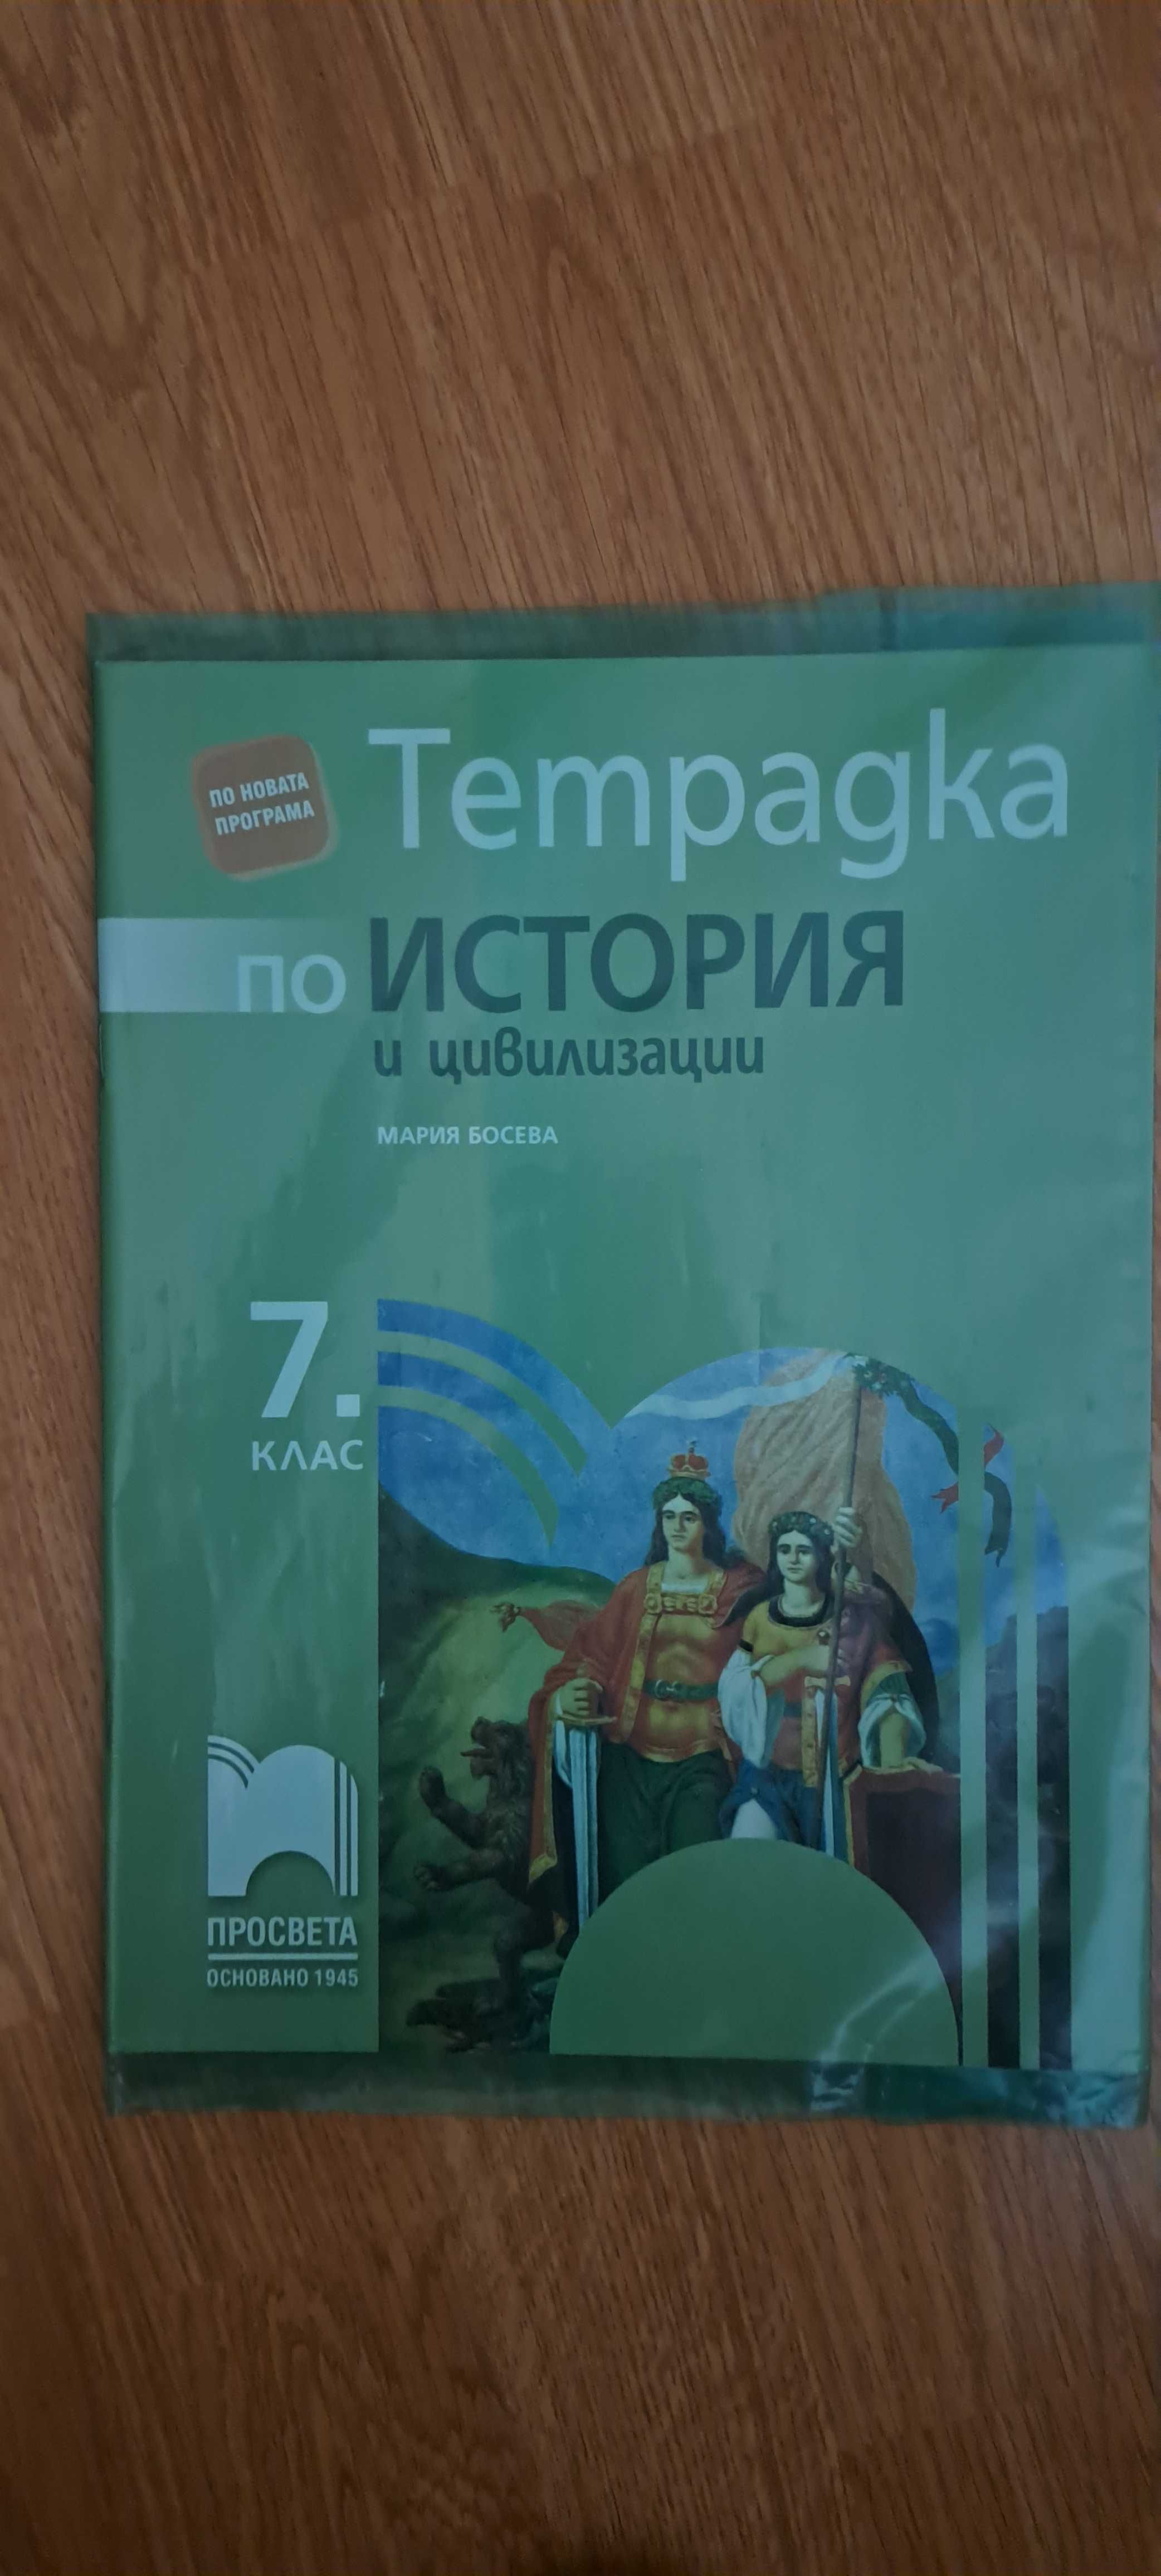 ПО НОВАТА
ПРОГРАМА
Тетрадка
по ИСТОРИЯ
и цивилизации
МАРИЯ БОСЕВА
7.
КЛАС
ПРОСВЕТА
ОСНОВАНО 1945